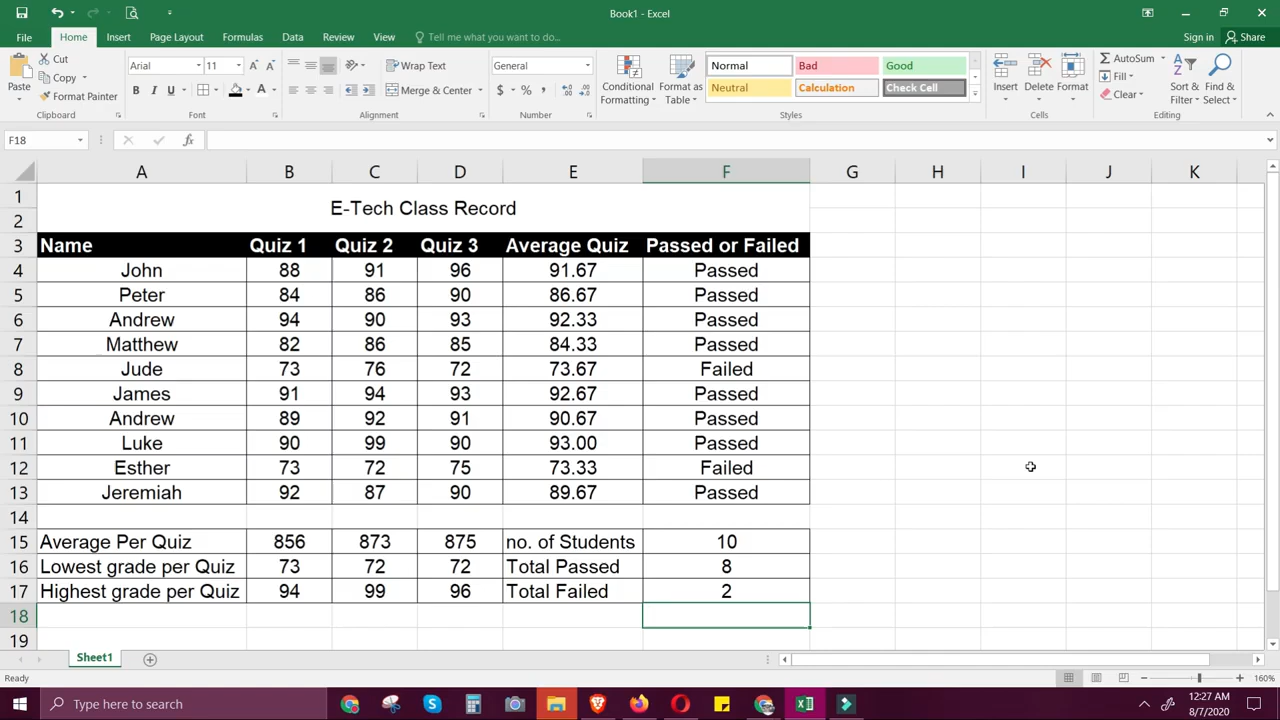 Book1 - Excel
File Home Insert Page Layout Formulas Data Review View Tell me what you want to do... Sign in Share
Paste Cut Copy Format Painter Clipboard
Arial 11 B I U A Font
Wrap Text Merge & Center Alignment
General $ % , Number
Conditional Formatting Format as Table Normal Bad Good Neutral Calculation Check Cell Styles
Insert Delete Format Cells
AutoSum Fill Clear Sort & Filter Find & Select Editing
F18 fx
A B C D E F G H I J K
1 E-Tech Class Record
2
3 Name Quiz 1 Quiz 2 Quiz 3 Average Quiz Passed or Failed
4 John 88 91 96 91.67 Passed
5 Peter 84 86 90 86.67 Passed
6 Andrew 94 90 93 92.33 Passed
7 Matthew 82 86 85 84.33 Passed
8 Jude 73 76 72 73.67 Failed
9 James 91 94 93 92.67 Passed
10 Andrew 89 92 91 90.67 Passed
11 Luke 90 99 90 93.00 Passed
12 Esther 73 72 75 73.33 Failed
13 Jeremiah 92 87 90 89.67 Passed
14
15 Average Per Quiz 856 873 875 no. of Students 10
16 Lowest grade per Quiz 73 72 72 Total Passed 8
17 Highest grade per Quiz 94 99 96 Total Failed 2
18
19
Sheet1
Ready 160%
Type here to search 12:27 AM
8/7/2020